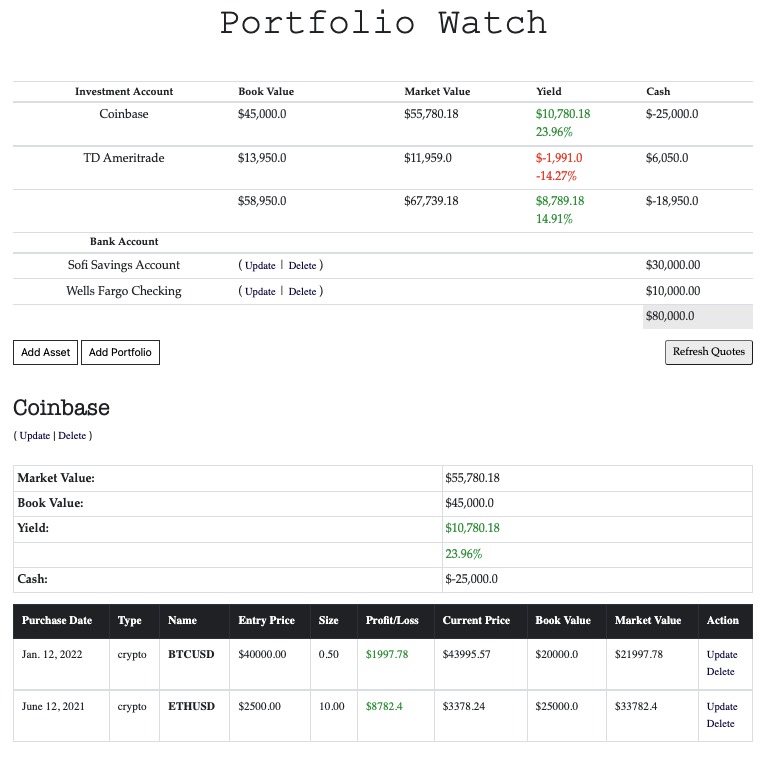 Portfolio Watch
Investment Account Book Value Market Value Yield Cash
Coinbase $45,000.0 $55,780.18 $10,780.18 $-25,000.0
23.96%
TD Ameritrade $13,950.0 $11,959.0 $-1,991.0 $6,050.0
-14.27%
$58,950.0 $67,739.18 $8,789.18 $-18,950.0
14.91%
Bank Account
Sofi Savings Account ( Update | Delete ) $30,000.00
Wells Fargo Checking ( Update | Delete ) $10,000.00
$80,000.0
Add Asset Add Portfolio Refresh Quotes
Coinbase
( Update | Delete )
Market Value: $55,780.18
Book Value: $45,000.0
Yield: $10,780.18
23.96%
Cash: $-25,000.0
Purchase Date Type Name Entry Price Size Profit/Loss Current Price Book Value Market Value Action
Jan. 12, 2022 crypto BTCUSD $40000.00 0.50 $1997.78 $43995.57 $20000.0 $21997.78 Update
Delete
June 12, 2021 crypto ETHUSD $2500.00 10.00 $8782.4 $3378.24 $25000.0 $33782.4 Update
Delete